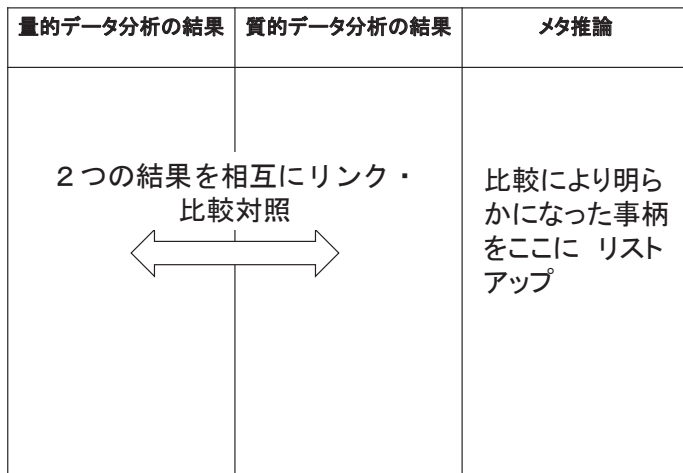 量的データ分析の結果
質的データ分析の結果
メタ推論
２つの結果を相互にリンク・
比較対照
比較により明ら
かになった事柄
をここに リスト
アップ